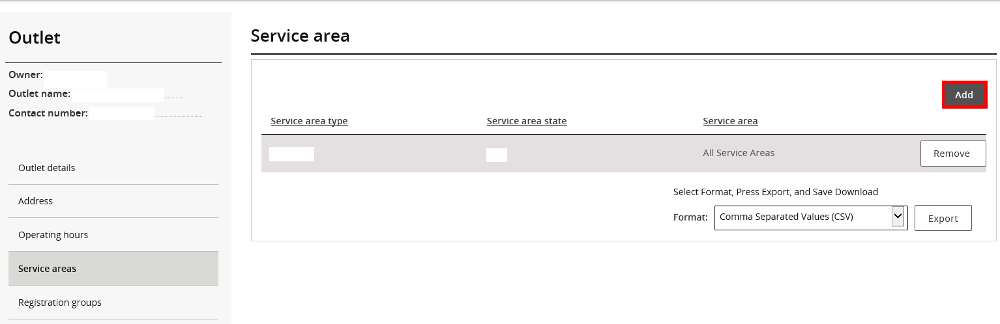 Outlet
Owner:
Outlet name:
Contact number:
Outlet details
Address
Operating hours
Service areas
Registration groups
Service area
Add
Service area type Service area state Service area
All Service Areas Remove
Select Format, Press Export, and Save Download
Format: Comma Separated Values (CSV) Export